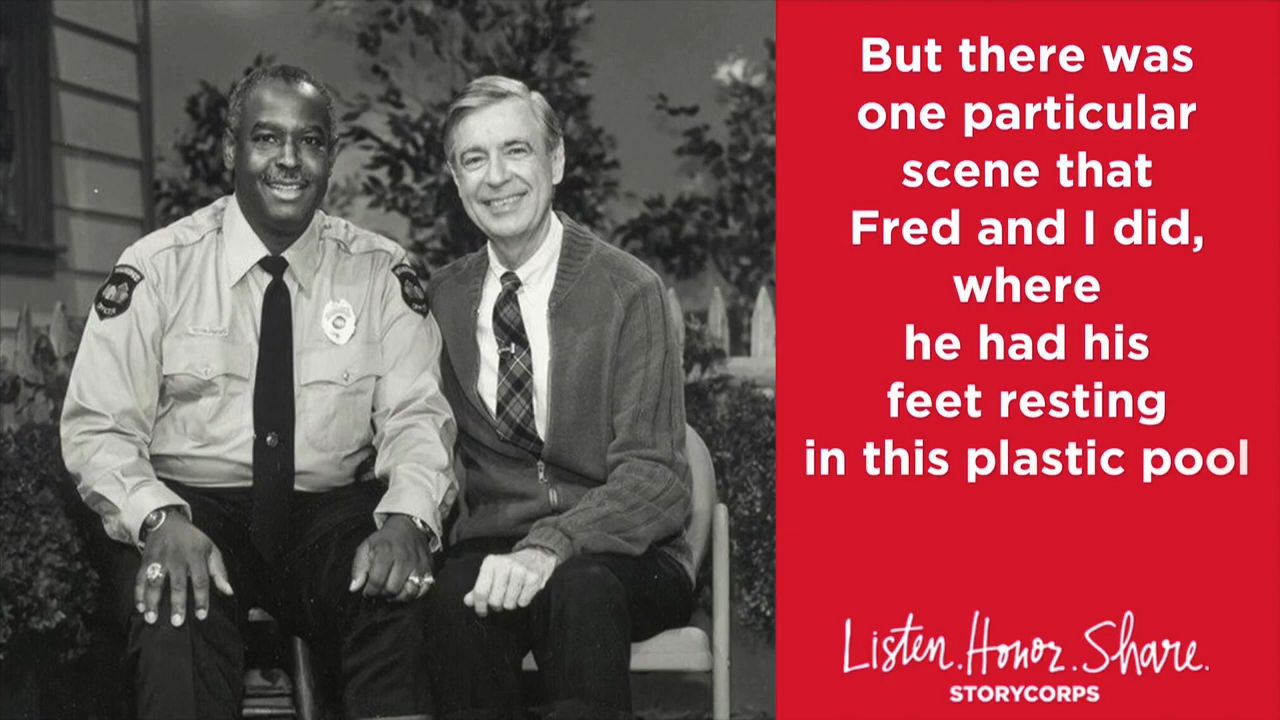 But there was
one particular
scene that
Fred and I did,
where
he had his
feet resting
in this plastic pool
Listen. Honor. Share.
STORYCORPS